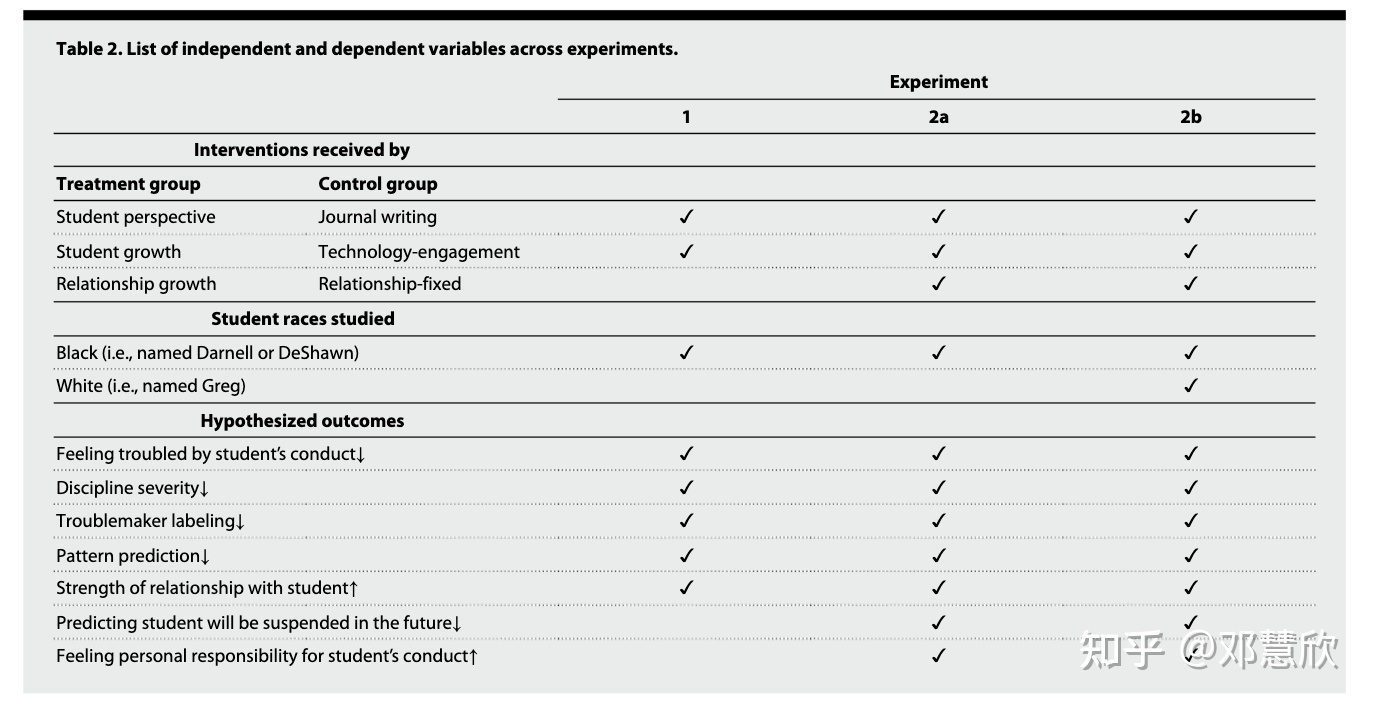 Table 2. List of independent and dependent variables across experiments.
Experiment
1 2a 2b
Interventions received by
Treatment group Control group
Student perspective Journal writing ✓ ✓ ✓
Student growth Technology-engagement ✓ ✓ ✓
Relationship growth Relationship-fixed ✓ ✓
Student races studied
Black (i.e., named Darnell or DeShawn) ✓ ✓ ✓
White (i.e., named Greg) ✓
Hypothesized outcomes
Feeling troubled by student’s conduct↓ ✓ ✓ ✓
Discipline severity↓ ✓ ✓ ✓
Troublemaker labeling↓ ✓ ✓ ✓
Pattern prediction↓ ✓ ✓ ✓
Strength of relationship with student↑ ✓ ✓ ✓
Predicting student will be suspended in the future↓ ✓ ✓
Feeling personal responsibility for student’s conduct↑ ✓ ✓
知乎 @邓慧欣